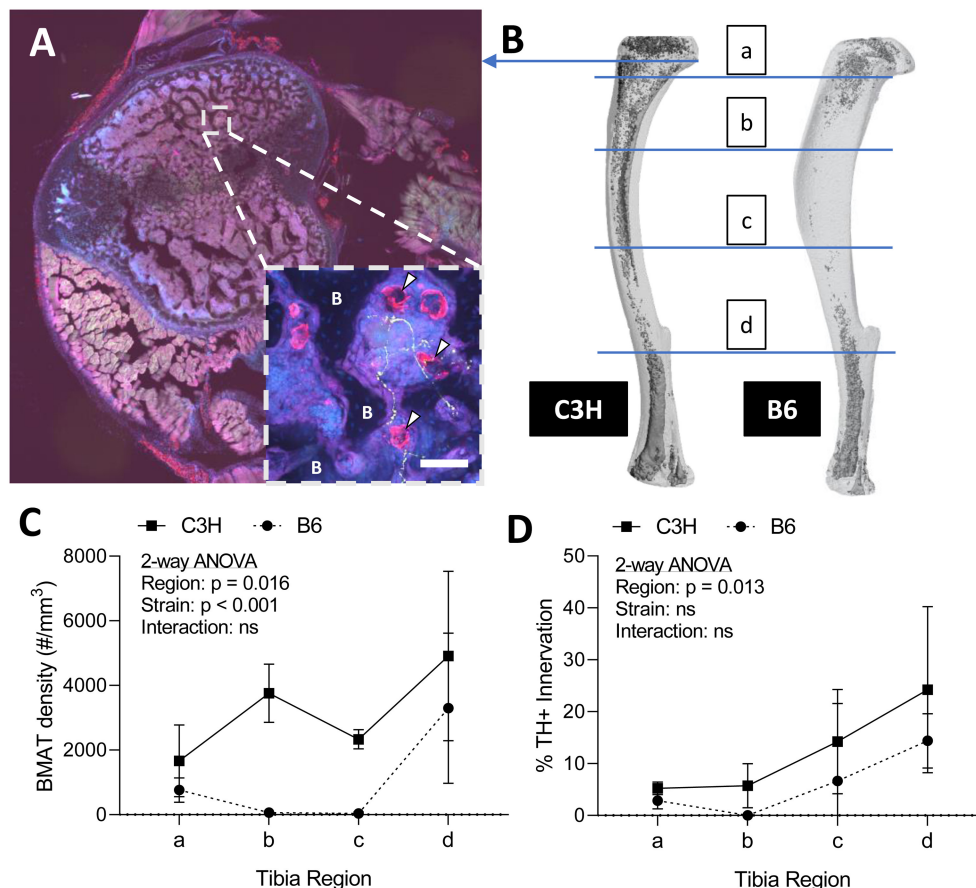 A
B
B
B
B
a
b
c
d
C3H
B6
C
C3H
B6
2-way ANOVA
Region: p = 0.016
Strain: p < 0.001
Interaction: ns
BMAT density (#/mm³)
8000
6000
4000
2000
0
a
b
c
d
Tibia Region
D
C3H
B6
2-way ANOVA
Region: p = 0.013
Strain: ns
Interaction: ns
% TH+ Innervation
50
40
30
20
10
0
a
b
c
d
Tibia Region